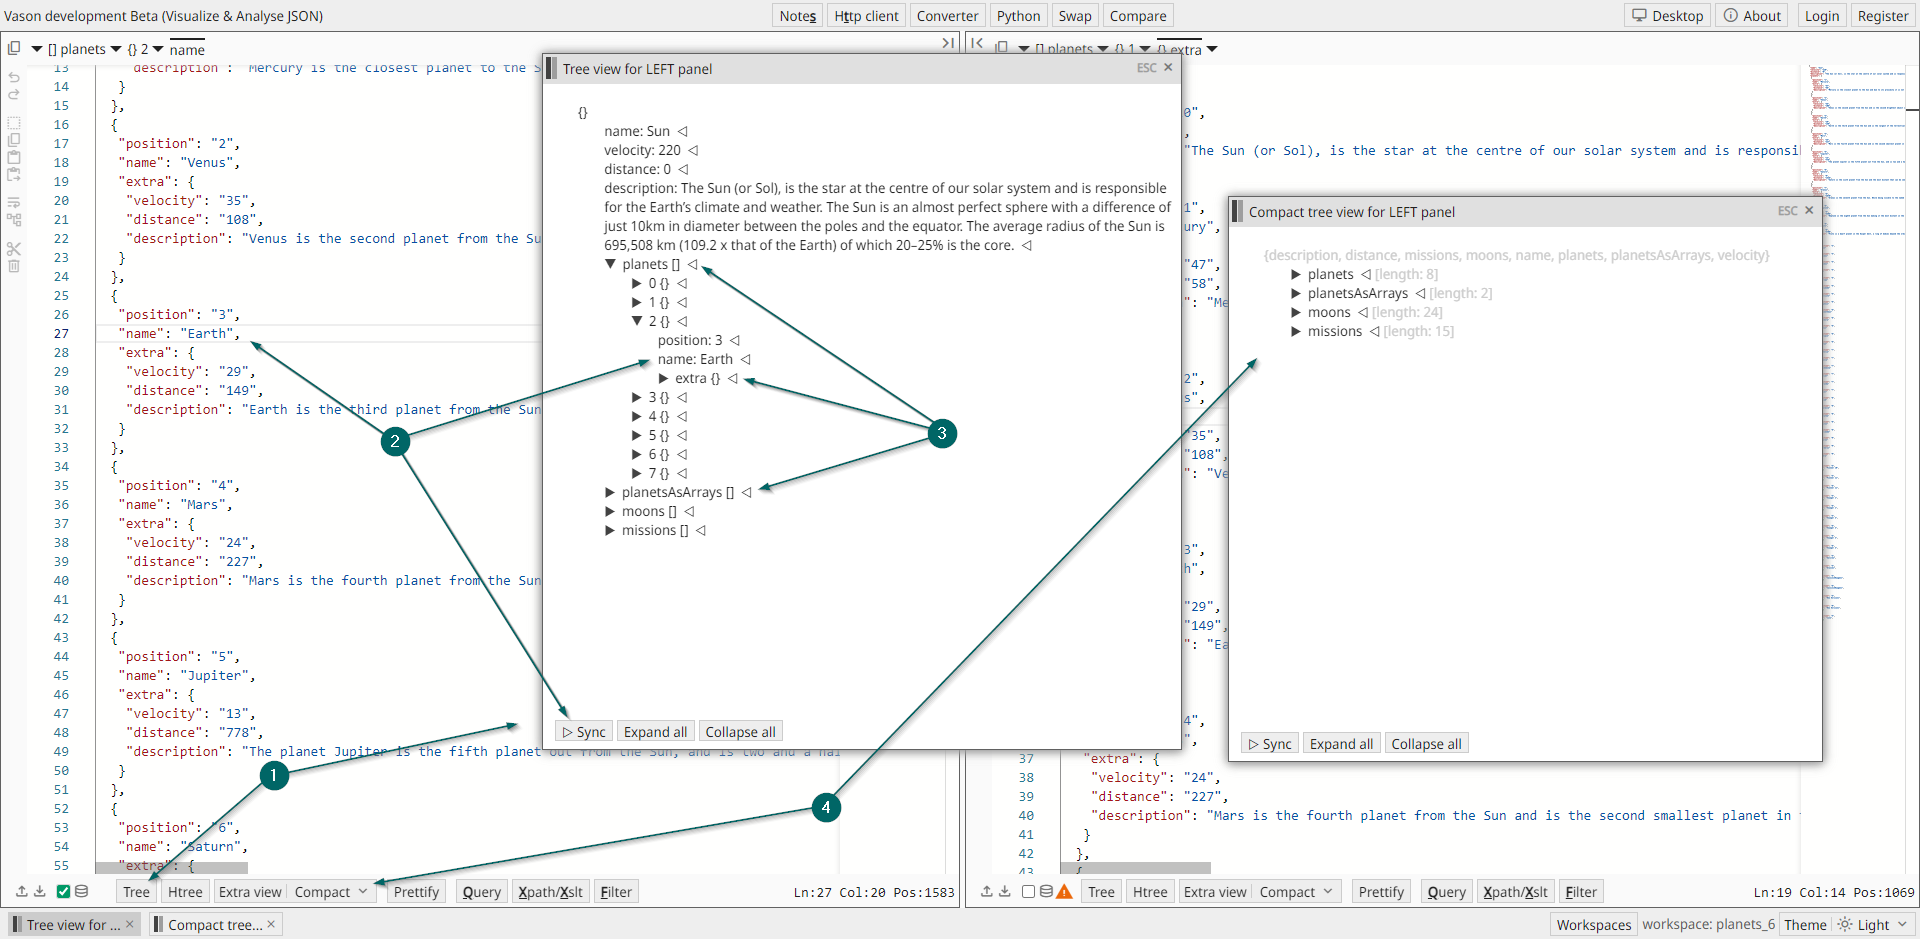 Vason development Beta (Visualize & Analyse JSON)
Notes Http client Converter Python Swap Compare
Desktop About Login Register
[] planets {} 2 name
13 "description": "Mercury is the closest planet to the S
14 }
15 },
16 {
17 "position": "2",
18 "name": "Venus",
19 "extra": {
20 "velocity": "35",
21 "distance": "108",
22 "description": "Venus is the second planet from the Su
23 }
24 },
25 {
26 "position": "3",
27 "name": "Earth",
28 "extra": {
29 "velocity": "29",
30 "distance": "149",
31 "description": "Earth is the third planet from the Sun
32 }
33 },
34 {
35 "position": "4",
36 "name": "Mars",
37 "extra": {
38 "velocity": "24",
39 "distance": "227",
40 "description": "Mars is the fourth planet from the Sun
41 }
42 },
43 {
44 "position": "5",
45 "name": "Jupiter",
46 "extra": {
47 "velocity": "13",
48 "distance": "778",
49 "description": "The planet Jupiter is the fifth planet out from the Sun, and is two and a hal
50 }
51 },
52 {
53 "position": "6",
54 "name": "Saturn",
55 "extra": {
Tree Htree Extra view Compact Prettify Query Xpath/Xslt Filter
Ln:27 Col:20 Pos:1583
Tree view for LEFT panel ESC ×
{}
name: Sun
velocity: 220
distance: 0
description: The Sun (or Sol), is the star at the centre of our solar system and is responsible
for the Earth's climate and weather. The Sun is an almost perfect sphere with a difference of
just 10km in diameter between the poles and the equator. The average radius of the Sun is
695,508 km (109.2 x that of the Earth) of which 20–25% is the core.
planets []
0 {}
1 {}
2 {}
position: 3
name: Earth
extra {}
3 {}
4 {}
5 {}
6 {}
7 {}
planetsAsArrays []
moons []
missions []
Sync Expand all Collapse all
1
2
3
4
[] planets {} 1 {} extra
0",
,
"The Sun (or Sol), is the star at the centre of our solar system and is responsi
1",
ury",
"47",
"58",
": "Me
2",
s",
"35",
"108",
": "Ve
3",
h",
"29",
"149",
": "Ea
4",
",
37 "extra": {
38 "velocity": "24",
39 "distance": "227",
40 "description": "Mars is the fourth planet from the Sun and is the second smallest planet in
41 }
42 },
43 {
Tree Htree Extra view Compact Prettify Query Xpath/Xslt Filter
Ln:19 Col:14 Pos:1069
Compact tree view for LEFT panel ESC ×
{description, distance, missions, moons, name, planets, planetsAsArrays, velocity}
planets [length: 8]
planetsAsArrays [length: 2]
moons [length: 24]
missions [length: 15]
Sync Expand all Collapse all
Tree view for ... × Compact tree... ×
Workspaces workspace: planets_6 Theme Light